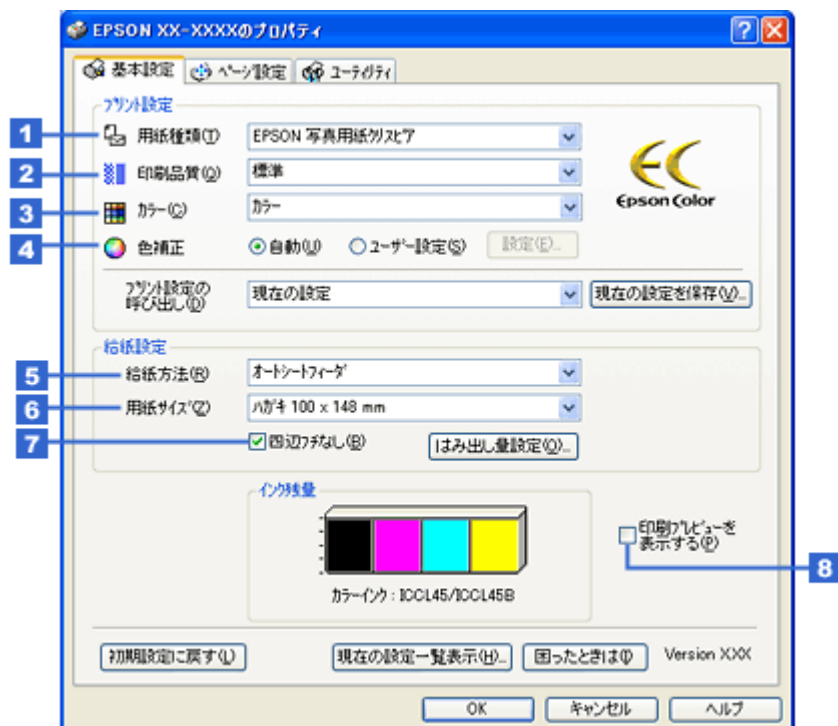 EPSON XX-XXXXのプロパティ
基本設定 ページ設定 ユーティリティ
プリント設定
1 用紙種類(T) EPSON 写真用紙クリスピア
2 印刷品質(Q) 標準
3 カラー(C) カラー
Epson Color
4 色補正 自動(U) ユーザー設定(S) 設定(E)...
プリント設定の
呼び出し(D) 現在の設定 現在の設定を保存(V)...
給紙設定
5 給紙方法(R) オートシートフィーダ
6 用紙サイズ(Z) ハガキ 100 x 148 mm
7 四辺フチなし(B) はみ出し量設定(O)...
インク残量
カラーインク : ICCL45/ICCL45B
印刷プレビューを
表示する(P)
8
初期設定に戻す(L) 現在の設定一覧表示(H)... 困ったときは(I) Version XXX
OK キャンセル ヘルプ